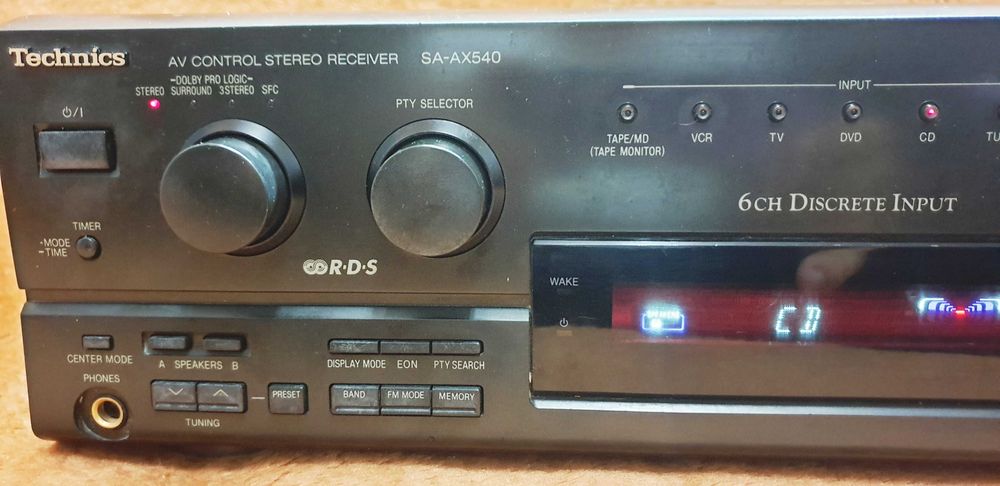 Technics
AV CONTROL STEREO RECEIVER SA-AX540
-DOLBY PRO LOGIC-
STEREO SURROUND 3STEREO SFC
⏻/I
PTY SELECTOR
INPUT
TAPE/MD
(TAPE MONITOR)
VCR
TV
DVD
CD
TU
6CH DISCRETE INPUT
TIMER
-MODE
-TIME
R·D·S
WAKE
CD
CENTER MODE
A SPEAKERS B
DISPLAY MODE EON PTY SEARCH
PHONES
PRESET
BAND FM MODE MEMORY
TUNING